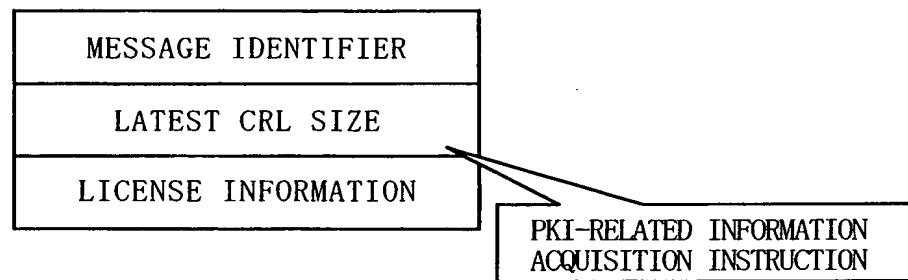 MESSAGE IDENTIFIER
LATEST CRL SIZE
LICENSE INFORMATION
PKI-RELATED INFORMATION
ACQUISITION INSTRUCTION